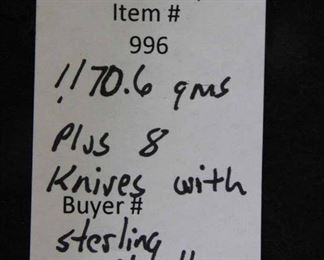 Item #
996
1170.6 gms
Plus 8
Knives with
Buyer #
sterling